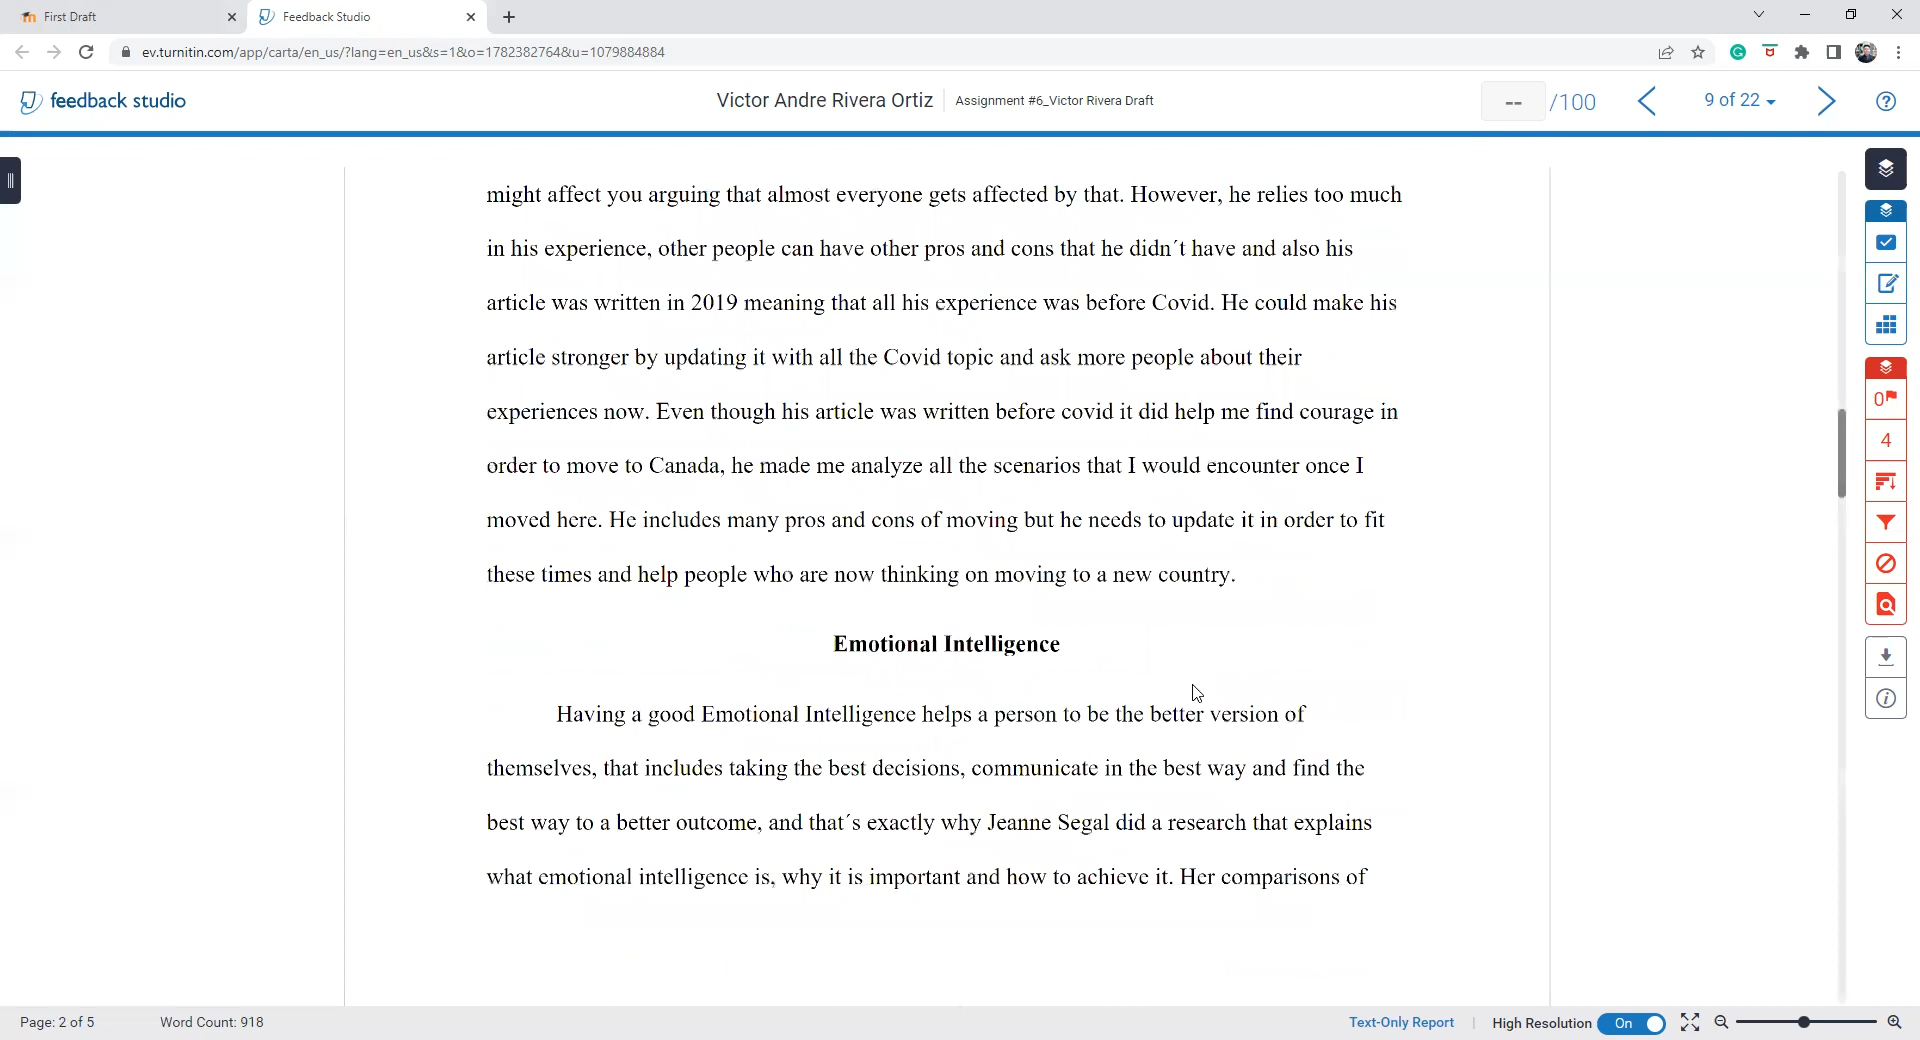 First Draft
Feedback Studio
ev.turnitin.com/app/carta/en_us/?lang=en_us&s=1&o=1782382764&u=1079884884
feedback studio
Victor Andre Rivera Ortiz
Assignment #6_Victor Rivera Draft
-- /100
9 of 22
might affect you arguing that almost everyone gets affected by that. However, he relies too much
in his experience, other people can have other pros and cons that he didn´t have and also his
article was written in 2019 meaning that all his experience was before Covid. He could make his
article stronger by updating it with all the Covid topic and ask more people about their
experiences now. Even though his article was written before covid it did help me find courage in
order to move to Canada, he made me analyze all the scenarios that I would encounter once I
moved here. He includes many pros and cons of moving but he needs to update it in order to fit
these times and help people who are now thinking on moving to a new country.
Emotional Intelligence
Having a good Emotional Intelligence helps a person to be the better version of
themselves, that includes taking the best decisions, communicate in the best way and find the
best way to a better outcome, and that´s exactly why Jeanne Segal did a research that explains
what emotional intelligence is, why it is important and how to achieve it. Her comparisons of
0
4
Page: 2 of 5
Word Count: 918
Text-Only Report
High Resolution
On